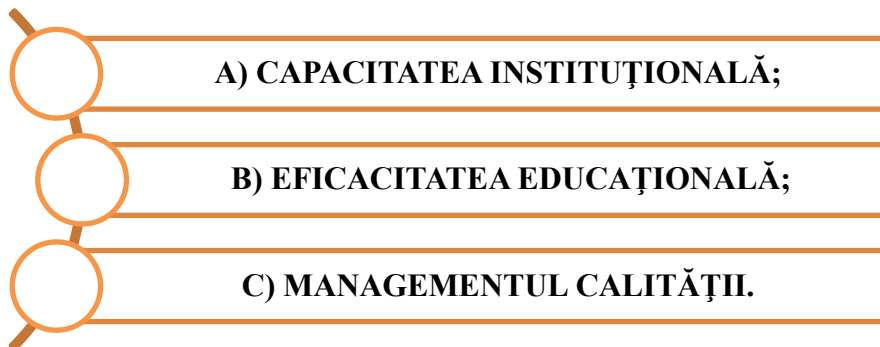 A) CAPACITATEA INSTITUŢIONALĂ;
B) EFICACITATEA EDUCAŢIONALĂ;
C) MANAGEMENTUL CALITĂŢII.